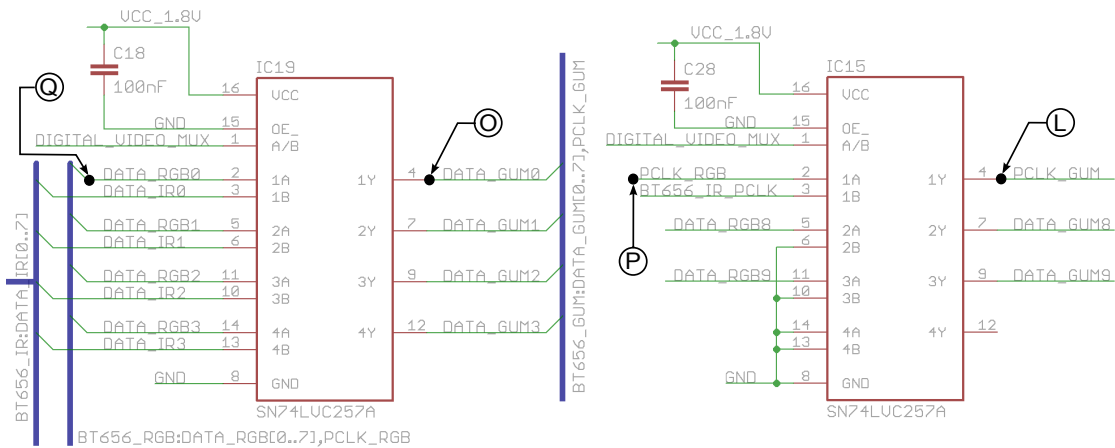 VCC_1.8V
C18
100nF
IC19
Q
GND
DIGITAL_VIDEO_MUX
16 VCC
15 OE_
1 A/B
DATA_RGB0 2 1A 1Y 4 DATA_GUM0
O
DATA_IR0 3 1B
DATA_RGB1 5 2A 2Y 7 DATA_GUM1
DATA_IR1 6 2B
DATA_RGB2 11 3A 3Y 9 DATA_GUM2
DATA_IR2 10 3B
DATA_RGB3 14 4A 4Y 12 DATA_GUM3
DATA_IR3 13 4B
GND 8 GND
SN74LVC257A
BT656_IR:DATA_IR[0..7]
BT656_RGB:DATA_RGB[0..7],PCLK_RGB
BT656_GUM:DATA_GUM[0..7],PCLK_GUM
VCC_1.8V
C28
100nF
IC15
GND
DIGITAL_VIDEO_MUX
16 VCC
15 OE_
1 A/B
L
PCLK_RGB 2 1A 1Y 4 PCLK_GUM
BT656_IR_PCLK 3 1B
P
DATA_RGB8 5 2A 2Y 7 DATA_GUM8
6 2B
DATA_RGB9 11 3A 3Y 9 DATA_GUM9
10 3B
14 4A 4Y 12
13 4B
GND 8 GND
SN74LVC257A